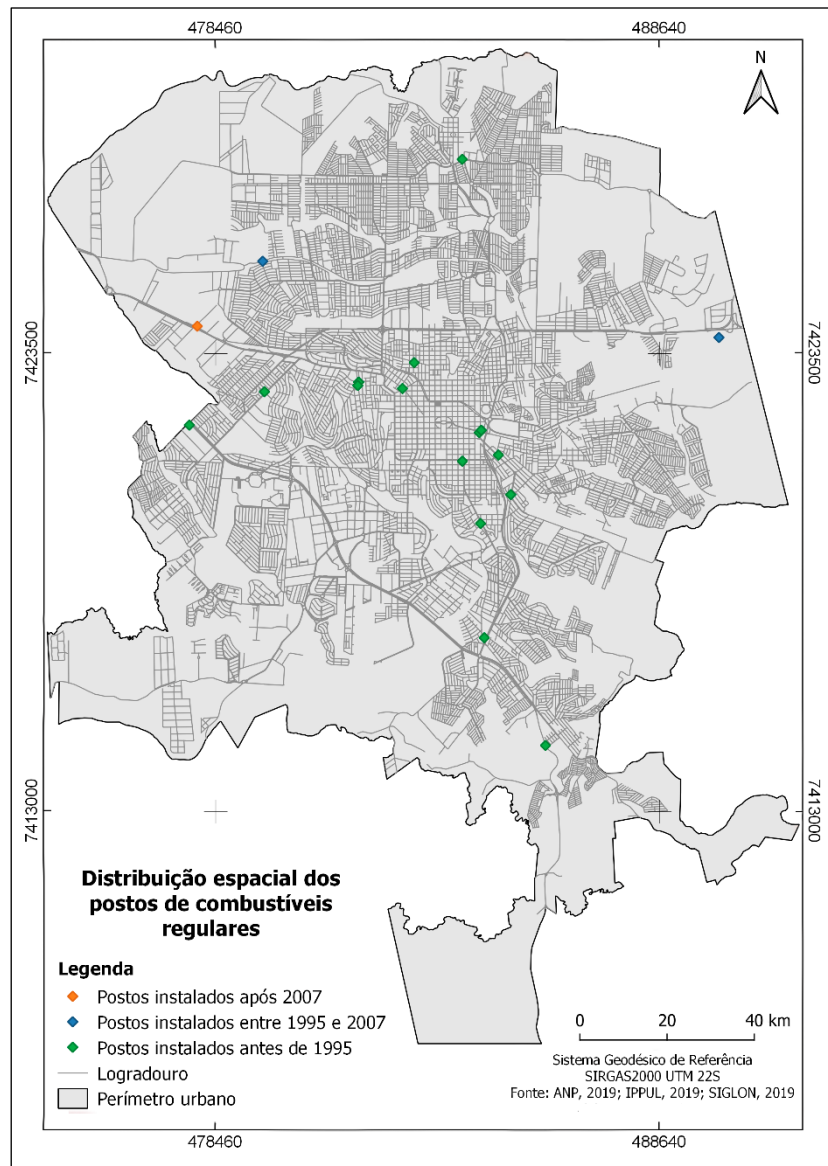 478460
488640
N
7423500
7423500
7413000
7413000
Distribuição espacial dos
postos de combustíveis
regulares
Legenda
Postos instalados após 2007
Postos instalados entre 1995 e 2007
Postos instalados antes de 1995
Logradouro
Perímetro urbano
0 20 40 km
Sistema Geodésico de Referência
SIRGAS2000 UTM 22S
Fonte: ANP, 2019; IPPUL, 2019; SIGLON, 2019
478460
488640